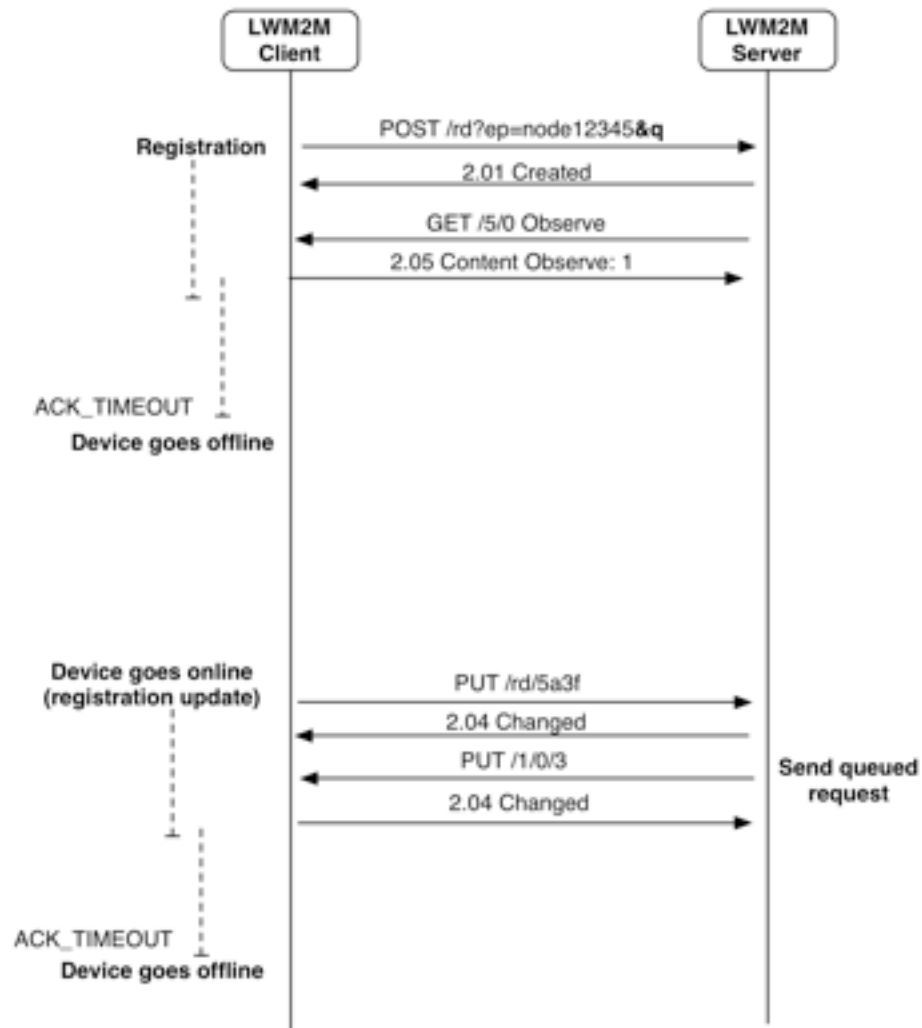 LWM2M
Client
LWM2M
Server
POST /rd?ep=node12345&q
Registration
2.01 Created
GET /5/0 Observe
2.05 Content Observe: 1
ACK_TIMEOUT
Device goes offline
Device goes online
(registration update)
PUT /rd/5a3f
2.04 Changed
PUT /1/0/3
Send queued
request
2.04 Changed
ACK_TIMEOUT
Device goes offline